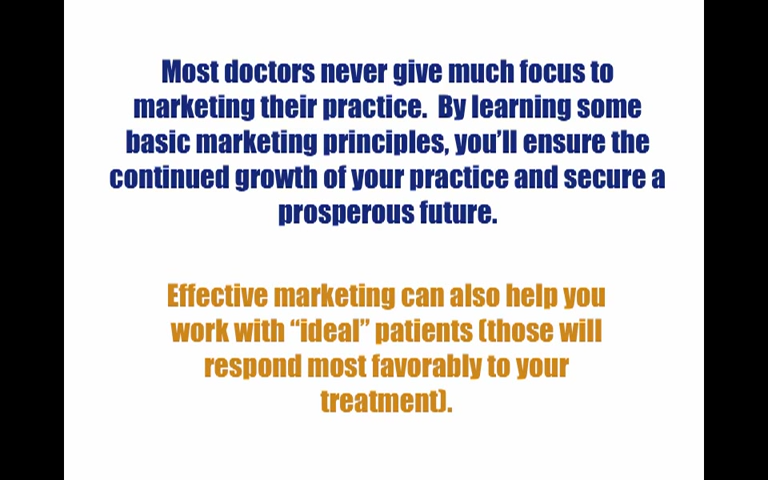 Most doctors never give much focus to
marketing their practice.  By learning some
basic marketing principles, you’ll ensure the
continued growth of your practice and secure a
prosperous future.
Effective marketing can also help you
work with “ideal” patients (those will
respond most favorably to your
treatment).